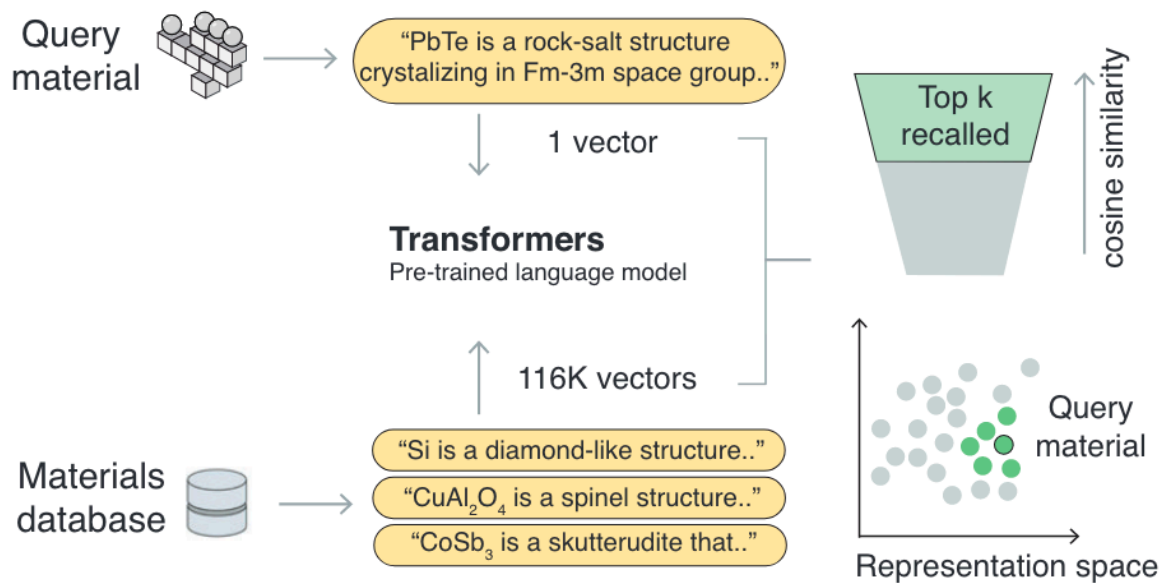 Query
material
“PbTe is a rock-salt structure
crystalizing in Fm-3m space group..”
1 vector
Transformers
Pre-trained language model
116K vectors
Materials
database
“Si is a diamond-like structure..”
“CuAl₂O₄ is a spinel structure..”
“CoSb₃ is a skutterudite that..”
Top k
recalled
cosine similarity
Query
material
Representation space